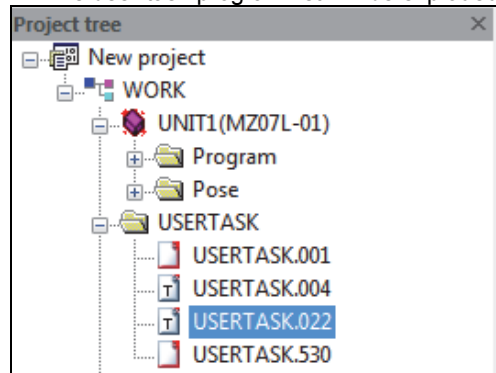 Project tree
New project
WORK
UNIT1(MZ07L-01)
Program
Pose
USERTASK
USERTASK.001
USERTASK.004
USERTASK.022
USERTASK.530